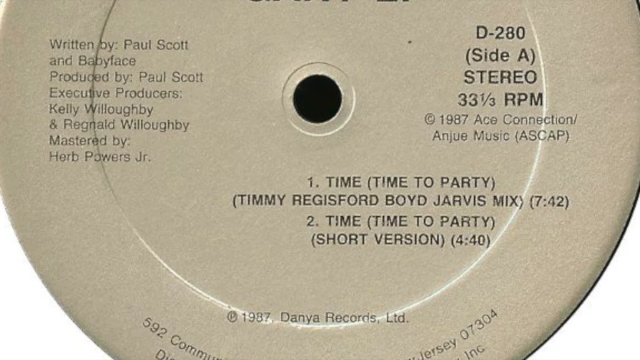 D-280
(Side A)
STEREO
33⅓ RPM
℗ 1987 Ace Connection/
Anjue Music (ASCAP)
Written by: Paul Scott
and Babyface
Produced by: Paul Scott
Executive Producers:
Kelly Willoughby
& Regnald Willoughby
Mastered by:
Herb Powers Jr.
1. TIME (TIME TO PARTY)
(TIMMY REGISFORD BOYD JARVIS MIX) (7:42)
2. TIME (TIME TO PARTY)
(SHORT VERSION) (4:40)
℗ 1987, Danya Records, Ltd.
592 Jersey 07304
Inc